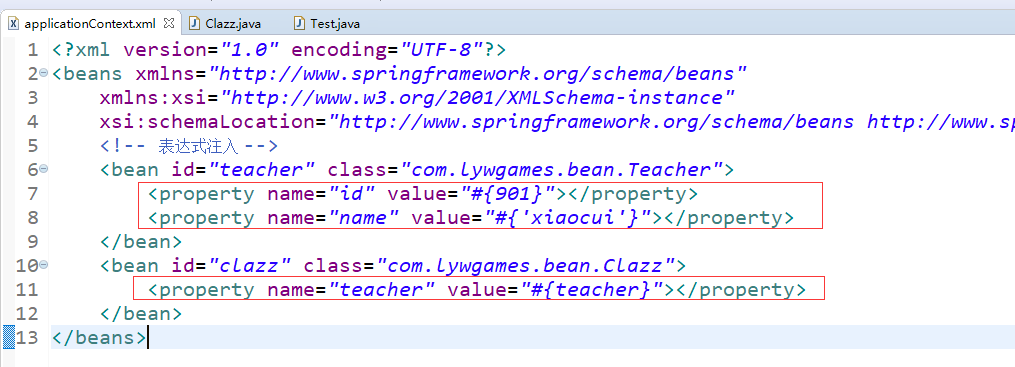 applicationContext.xml Clazz.java Test.java
1 <?xml version="1.0" encoding="UTF-8"?>
2 <beans xmlns="http://www.springframework.org/schema/beans"
3 xmlns:xsi="http://www.w3.org/2001/XMLSchema-instance"
4 xsi:schemaLocation="http://www.springframework.org/schema/beans http://www.sp
5 <!-- 表达式注入 -->
6 <bean id="teacher" class="com.lywgames.bean.Teacher">
7 <property name="id" value="#{901}"></property>
8 <property name="name" value="#{'xiaocui'}"></property>
9 </bean>
10 <bean id="clazz" class="com.lywgames.bean.Clazz">
11 <property name="teacher" value="#{teacher}"></property>
12 </bean>
13 </beans>